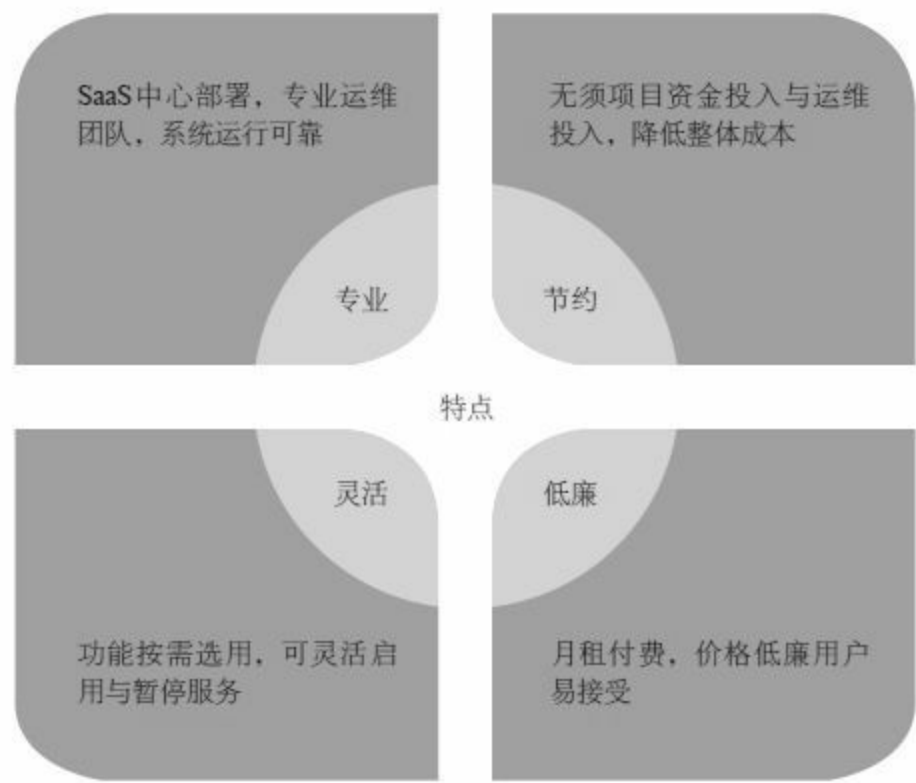 SaaS中心部署，专业运维
团队，系统运行可靠
无须项目资金投入与运维
投入，降低整体成本
专业
节约
特点
灵活
低廉
功能按需选用，可灵活启
用与暂停服务
月租付费，价格低廉用户
易接受